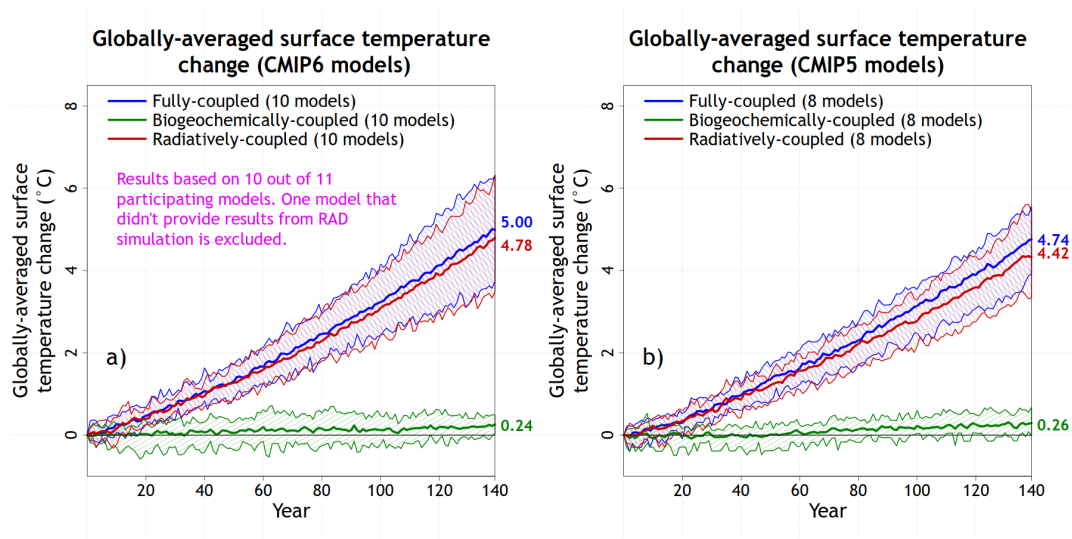 Globally-averaged surface temperature
change (CMIP6 models)
Fully-coupled (10 models)
Biogeochemically-coupled (10 models)
Radiatively-coupled (10 models)
Results based on 10 out of 11
participating models. One model that
didn't provide results from RAD
simulation is excluded.
a)
Globally-averaged surface
temperature change (°C)
8
6
4
2
0
5.00
4.78
0.24
20 40 60 80 100 120 140
Year
Globally-averaged surface temperature
change (CMIP5 models)
Fully-coupled (8 models)
Biogeochemically-coupled (8 models)
Radiatively-coupled (8 models)
b)
Globally-averaged surface
temperature change (°C)
8
6
4
2
0
4.74
4.42
0.26
20 40 60 80 100 120 140
Year